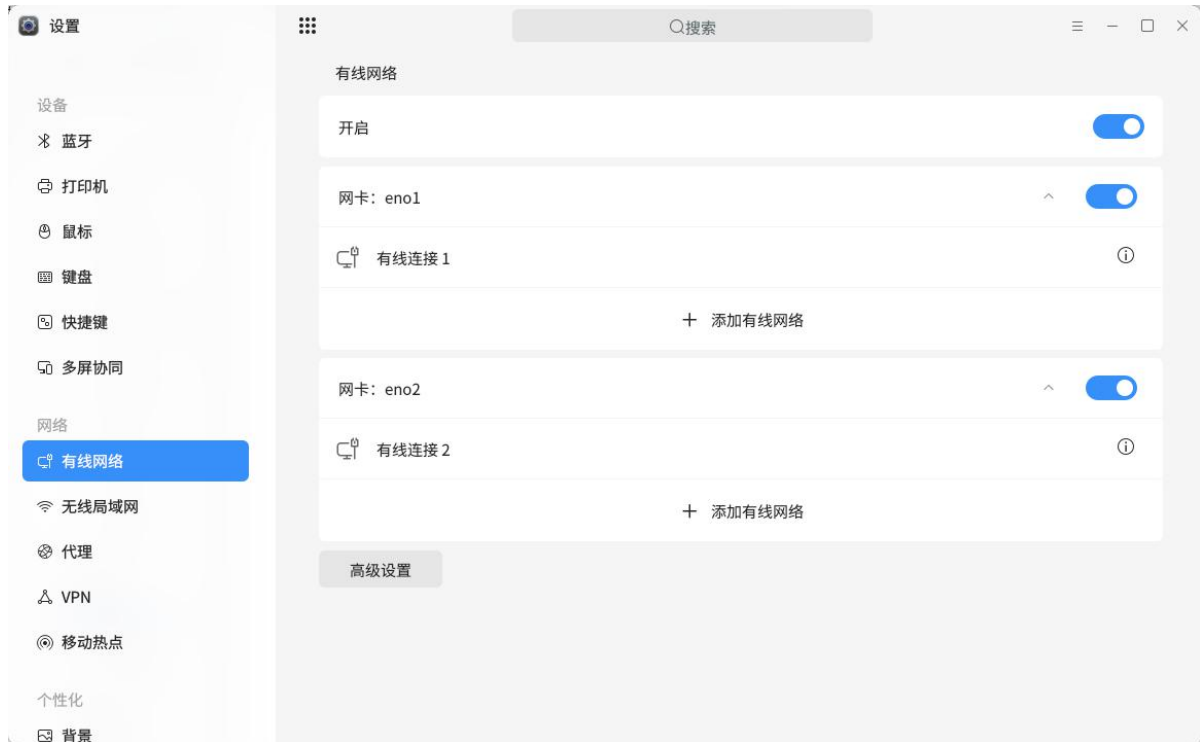 设置
搜索
设备
蓝牙
打印机
鼠标
键盘
快捷键
多屏协同
网络
有线网络
无线局域网
代理
VPN
移动热点
个性化
背景
有线网络
开启
网卡：eno1
有线连接 1
添加有线网络
网卡：eno2
有线连接 2
添加有线网络
高级设置